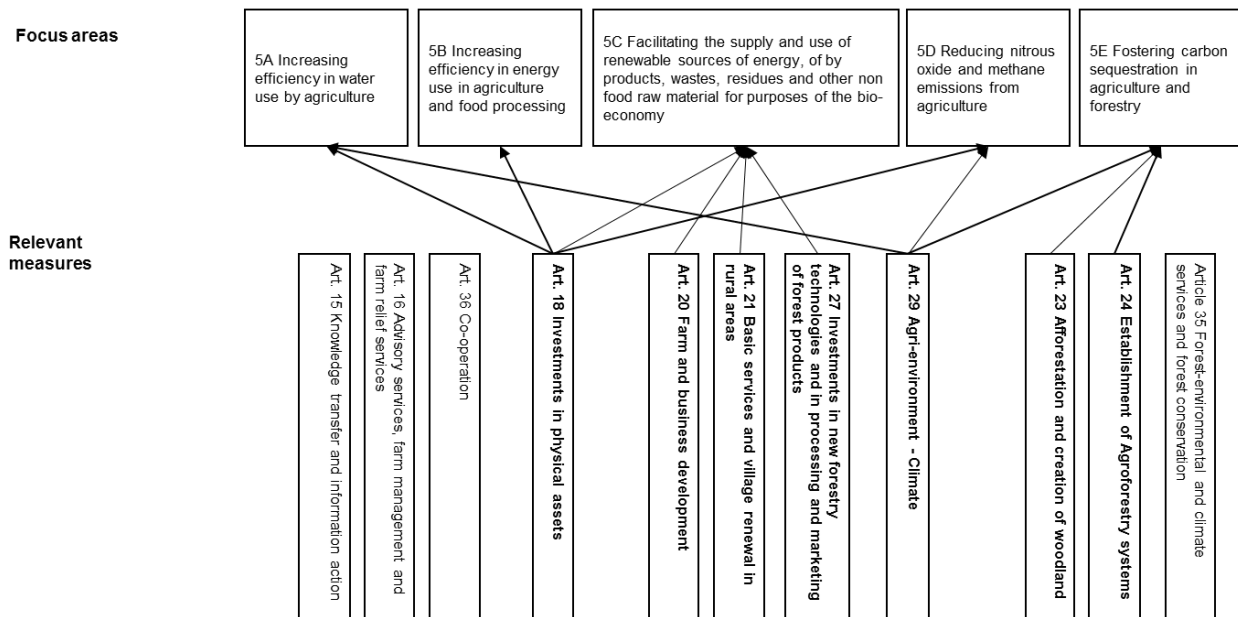 Focus areas
5A Increasing
efficiency in water
use by agriculture
5B Increasing
efficiency in energy
use in agriculture
and food processing
5C Facilitating the supply and use of
renewable sources of energy, of by
products, wastes, residues and other non
food raw material for purposes of the bio-
economy
5D Reducing nitrous
oxide and methane
emissions from
agriculture
5E Fostering carbon
sequestration in
agriculture and
forestry
Relevant
measures
Art. 15 Knowledge transfer and information action
Art. 16 Advisory services, farm management and
farm relief services
Art. 36 Co-operation
Art. 18 Investments in physical assets
Art. 20 Farm and business development
Art. 21 Basic services and village renewal in
rural areas
Art. 27 Investments in new forestry
technologies and in processing and marketing
of forest products
Art. 29 Agri-environment - Climate
Art. 23 Afforestation and creation of woodland
Art. 24 Establishment of Agroforestry systems
Article 35 Forest-environmental and climate
services and forest conservation